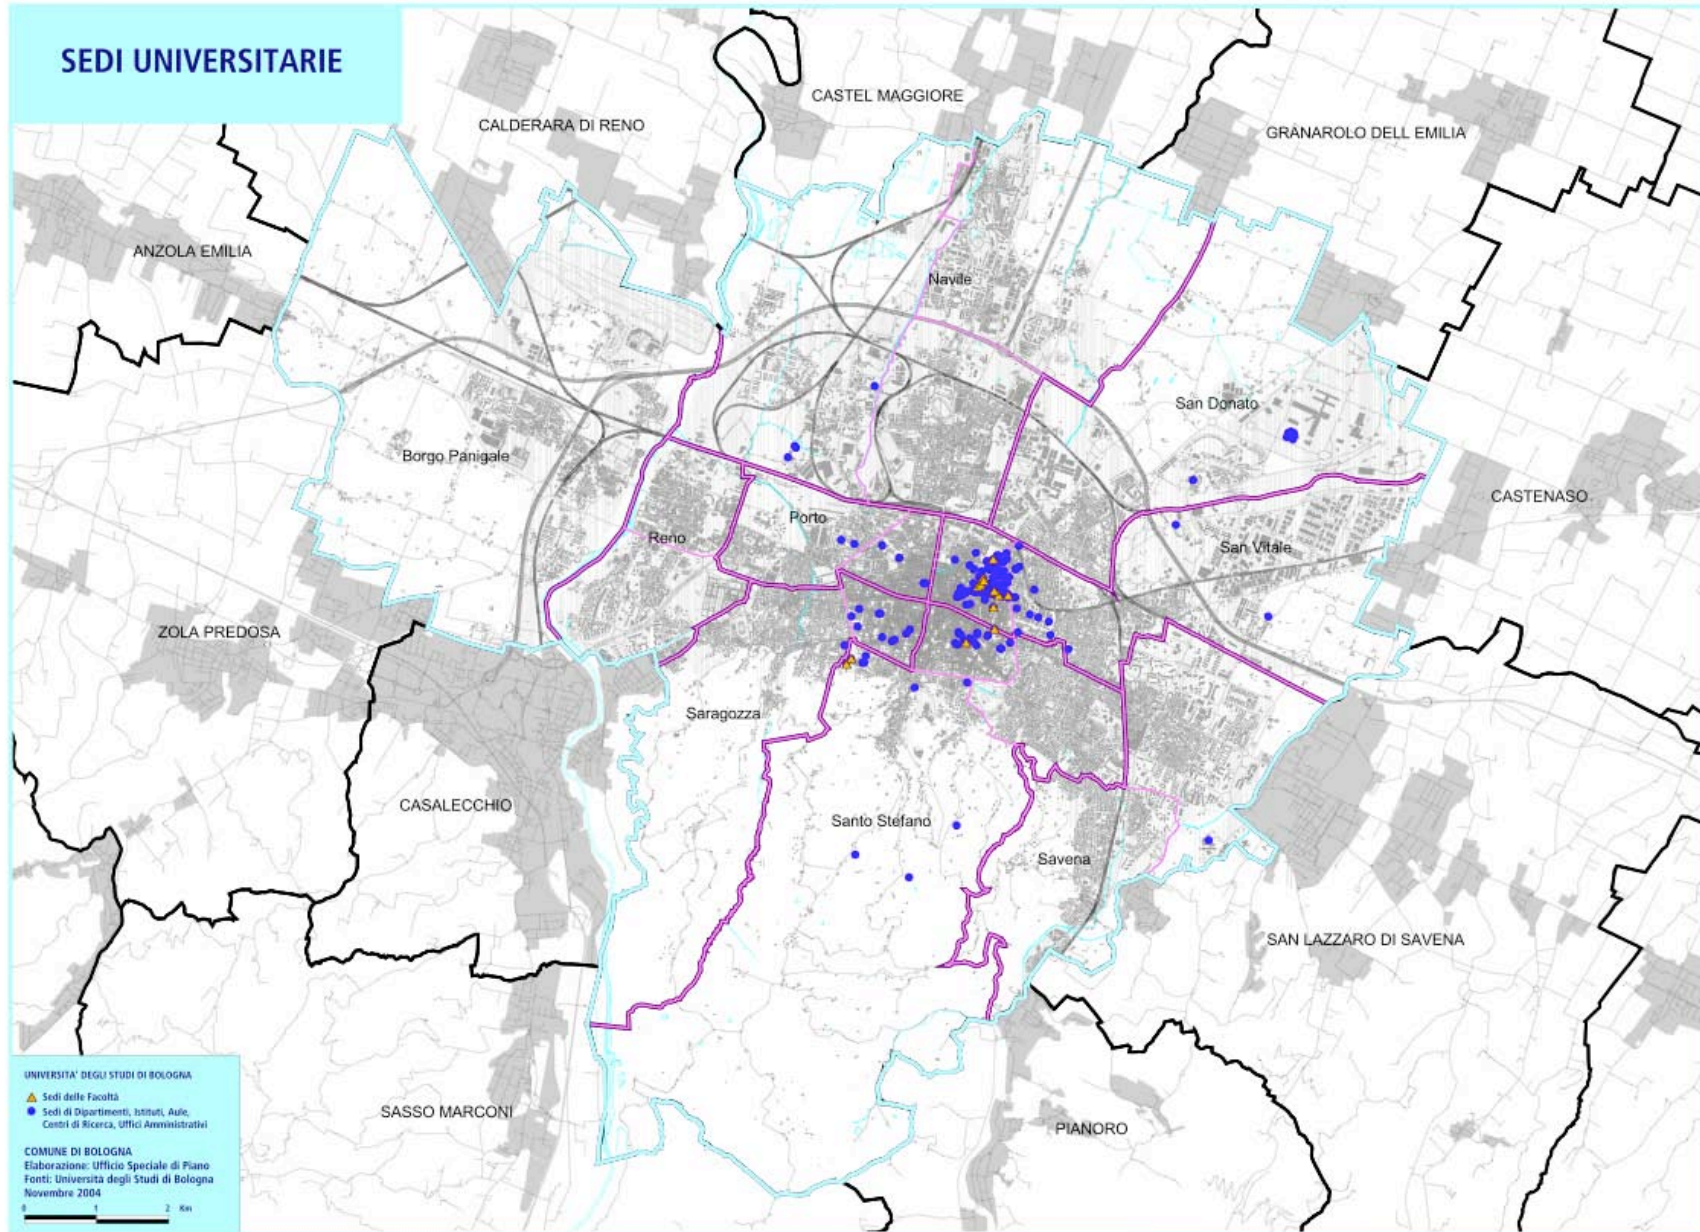 SEDI UNIVERSITARIE
CASTEL MAGGIORE
CALDERARA DI RENO
GRANAROLO DELL EMILIA
ANZOLA EMILIA
Navile
San Donato
Borgo Panigale
CASTENASO
Porto
Reno
San Vitale
ZOLA PREDOSA
Saragozza
CASALECCHIO
Santo Stefano
Savena
SAN LAZZARO DI SAVENA
SASSO MARCONI
PIANORO
UNIVERSITA' DEGLI STUDI DI BOLOGNA
Sedi delle Facoltà
Sedi di Dipartimenti, Istituti, Aule,
Centri di Ricerca, Uffici Amministrativi
COMUNE DI BOLOGNA
Elaborazione: Ufficio Speciale di Piano
Fonti: Università degli Studi di Bologna
Novembre 2004
0 1 2 Km